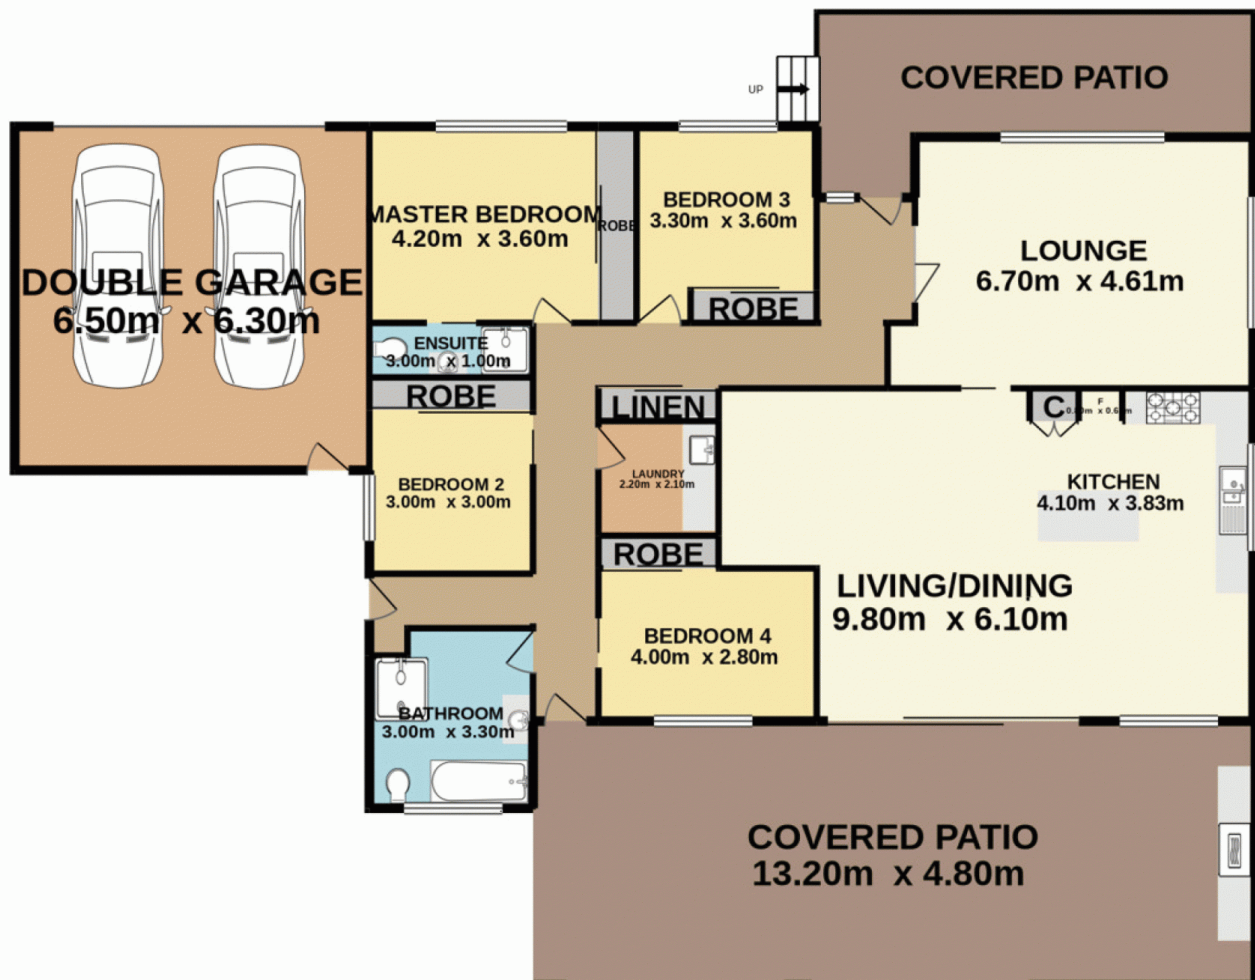 COVERED PATIO
UP
MASTER BEDROOM
4.20m x 3.60m
ROBE
BEDROOM 3
3.30m x 3.60m
ROBE
LOUNGE
6.70m x 4.61m
DOUBLE GARAGE
6.50m x 6.30m
ENSUITE
3.00m x 1.00m
ROBE
LINEN
C
F
BEDROOM 2
3.00m x 3.00m
LAUNDRY
2.20m x 2.10m
KITCHEN
4.10m x 3.83m
ROBE
LIVING/DINING
9.80m x 6.10m
BEDROOM 4
4.00m x 2.80m
BATHROOM
3.00m x 3.30m
COVERED PATIO
13.20m x 4.80m